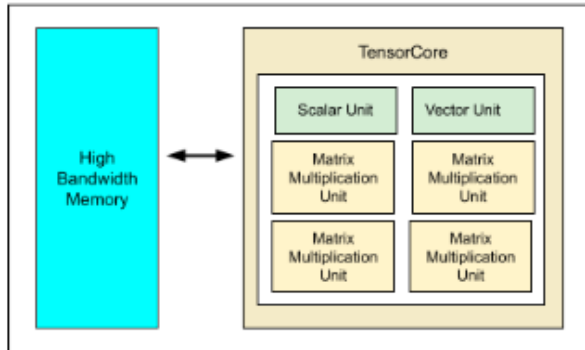 TensorCore
Scalar Unit
Vector Unit
High
Bandwidth
Memory
Matrix
Multiplication
Unit
Matrix
Multiplication
Unit
Matrix
Multiplication
Unit
Matrix
Multiplication
Unit